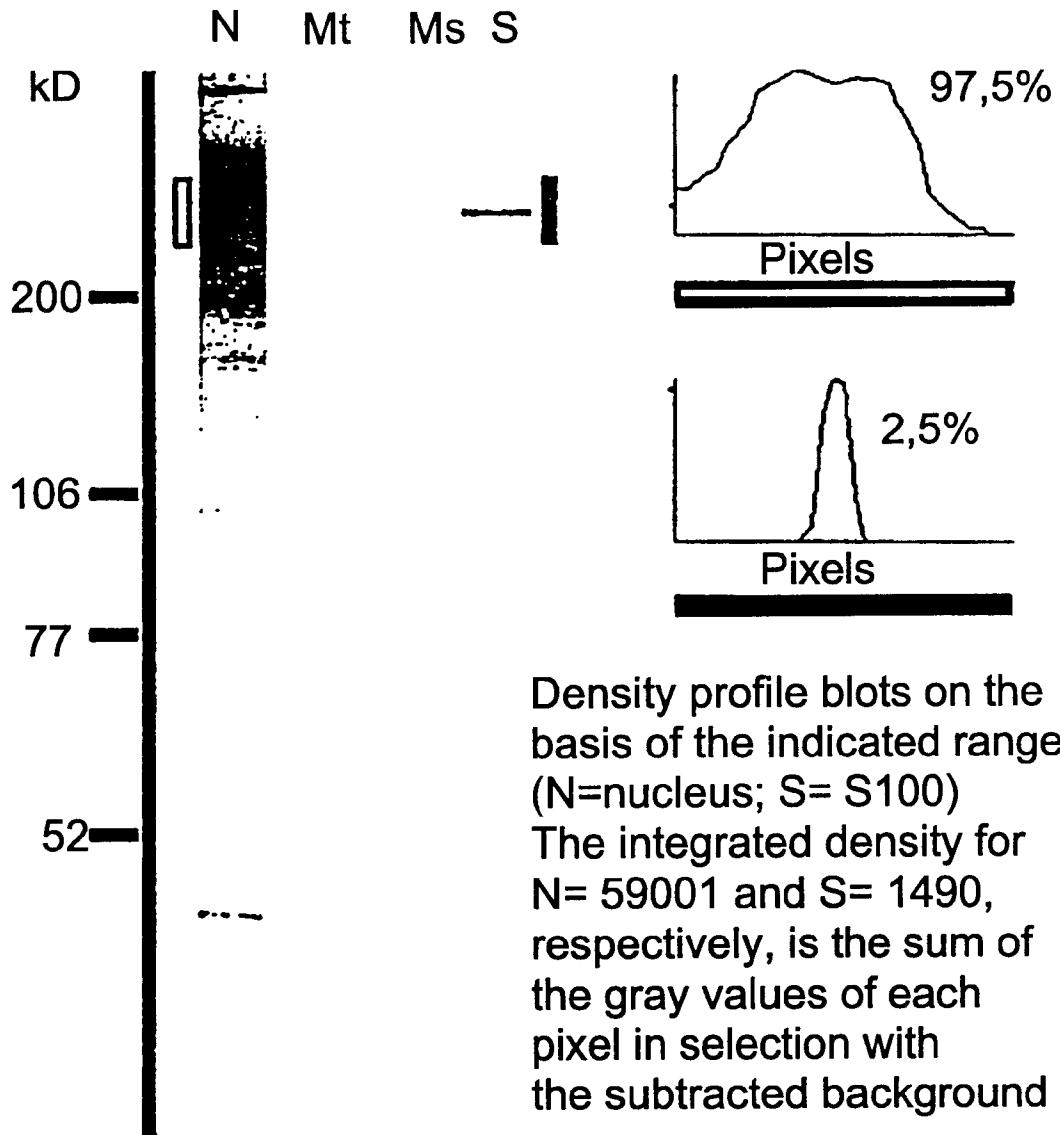 N Mt Ms S
kD
97,5%
Pixels
200
2,5%
106
Pixels
77
Density profile blots on the
basis of the indicated range
(N=nucleus; S= S100)
52
The integrated density for
N= 59001 and S= 1490,
respectively, is the sum of
the gray values of each
pixel in selection with
the subtracted background